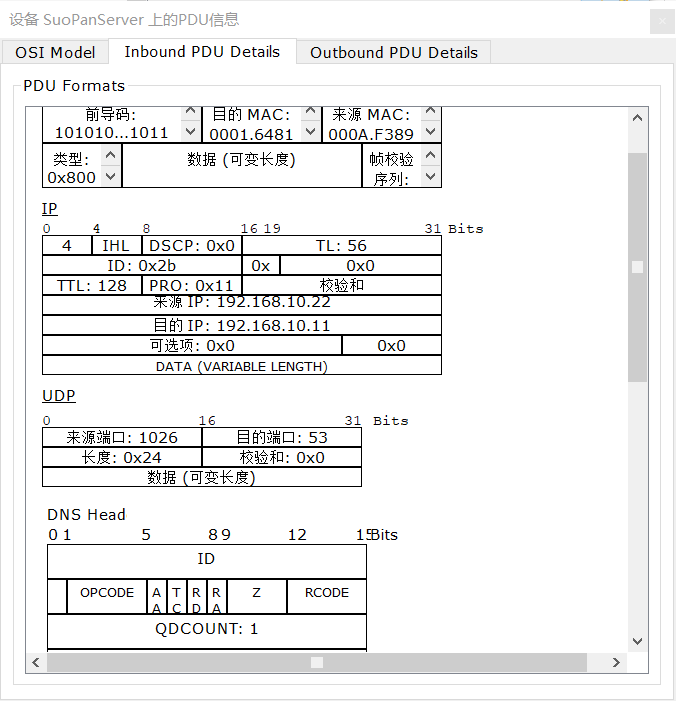 设备 SuoPanServer 上的PDU信息
OSI Model Inbound PDU Details Outbound PDU Details
PDU Formats
前导码: 目的 MAC: 来源 MAC:
101010...1011 0001.6481 000A.F389
类型: 数据 (可变长度) 帧校验
0x800 序列:
IP
0 4 8 16 19 31 Bits
4 IHL DSCP: 0x0 TL: 56
ID: 0x2b 0x 0x0
TTL: 128 PRO: 0x11 校验和
来源 IP: 192.168.10.22
目的 IP: 192.168.10.11
可选项: 0x0 0x0
DATA (VARIABLE LENGTH)
UDP
0 16 31 Bits
来源端口: 1026 目的端口: 53
长度: 0x24 校验和: 0x0
数据 (可变长度)
DNS Head
0 1 5 8 9 12 15 Bits
ID
OPCODE AA TC RD RA Z RCODE
QDCOUNT: 1